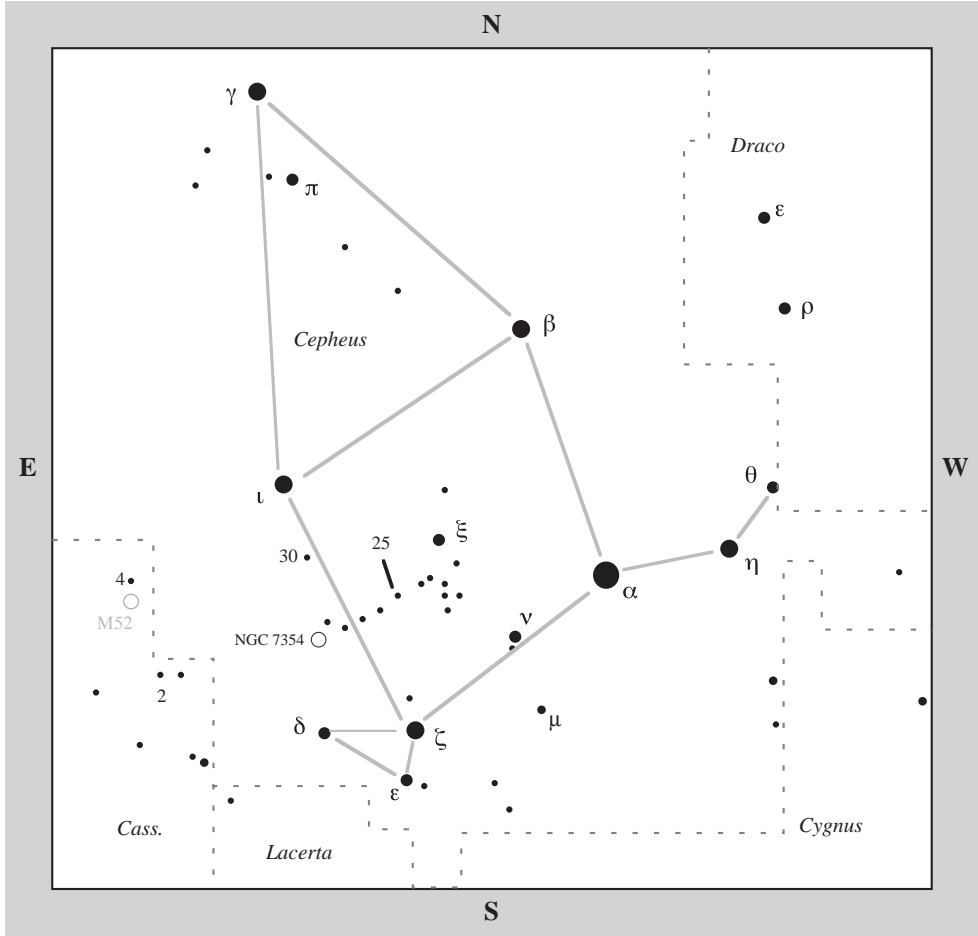 N
γ
Draco
ε
π
ρ
β
Cepheus
E
W
θ
ι
ξ
25
30
η
4
α
M52
ν
NGC 7354
2
μ
δ
ζ
ε
Cass.
Cygnus
Lacerta
S